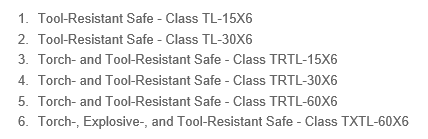 1. Tool-Resistant Safe - Class TL-15X6
2. Tool-Resistant Safe - Class TL-30X6
3. Torch- and Tool-Resistant Safe - Class TRTL-15X6
4. Torch- and Tool-Resistant Safe - Class TRTL-30X6
5. Torch- and Tool-Resistant Safe - Class TRTL-60X6
6. Torch-, Explosive-, and Tool-Resistant Safe - Class TXTL-60X6